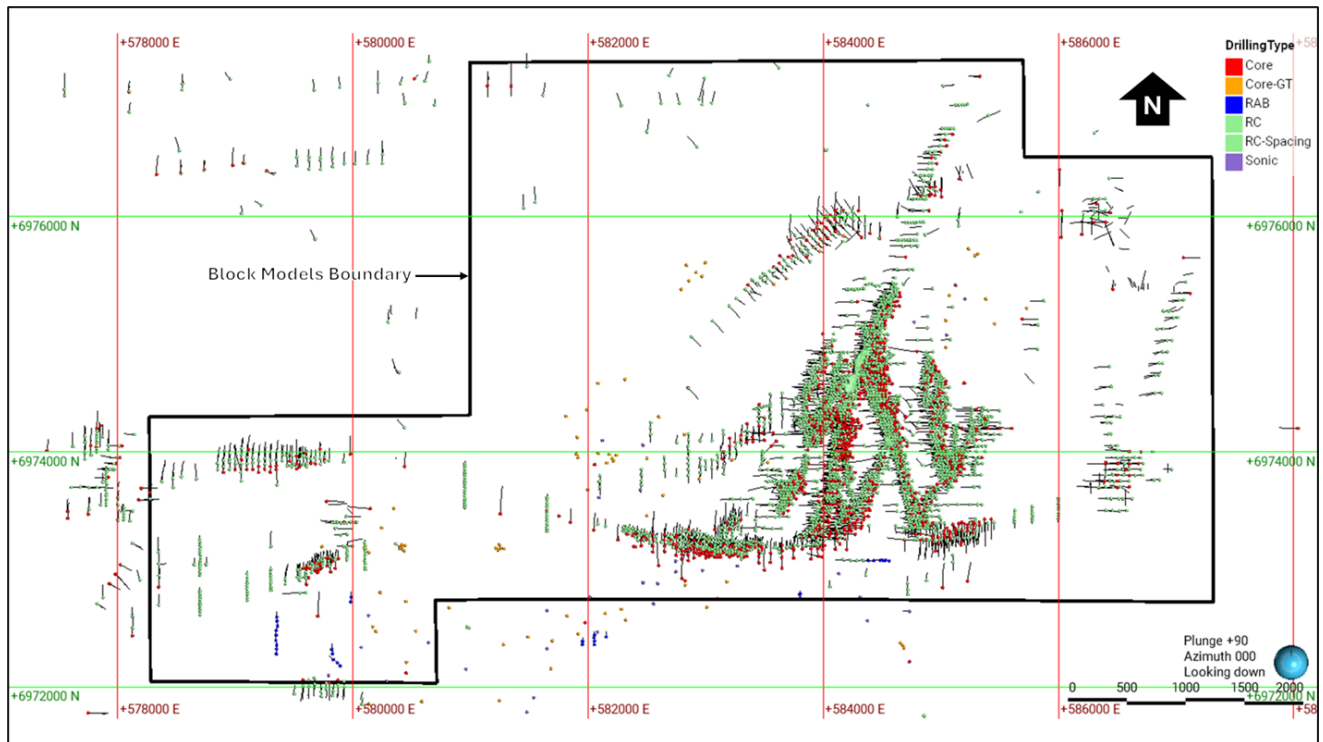 +578000 E
+580000 E
+582000 E
+584000 E
+586000 E
+58
DrillingType
Core
Core-GT
RAB
RC
RC-Spacing
Sonic
N
+6976000 N
+6976000 N
Block Models Boundary
+6974000 N
+6974000 N
Plunge +90
Azimuth 000
Looking down
0 500 1000 1500 2000
+6972000 N
+6972000 N
+578000 E
+580000 E
+582000 E
+584000 E
+586000 E
+58